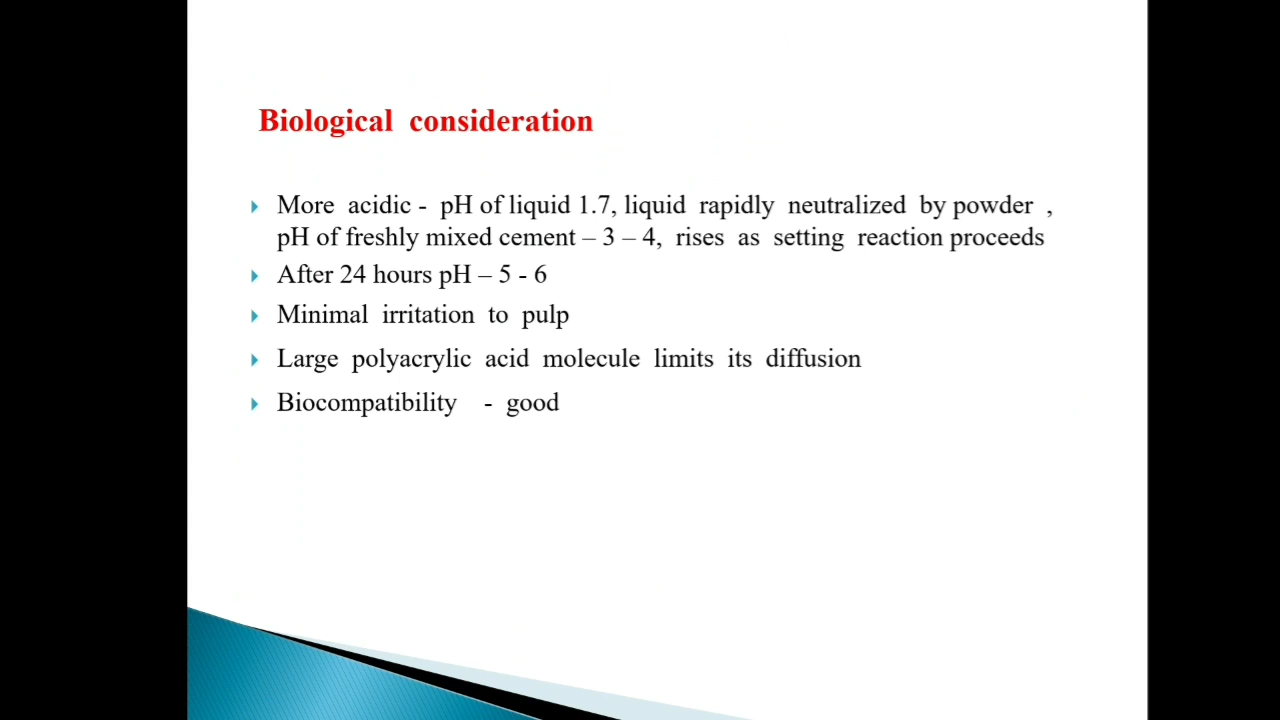 Biological consideration
More acidic - pH of liquid 1.7, liquid rapidly neutralized by powder ,
pH of freshly mixed cement – 3 – 4, rises as setting reaction proceeds
After 24 hours pH – 5 - 6
Minimal irritation to pulp
Large polyacrylic acid molecule limits its diffusion
Biocompatibility - good